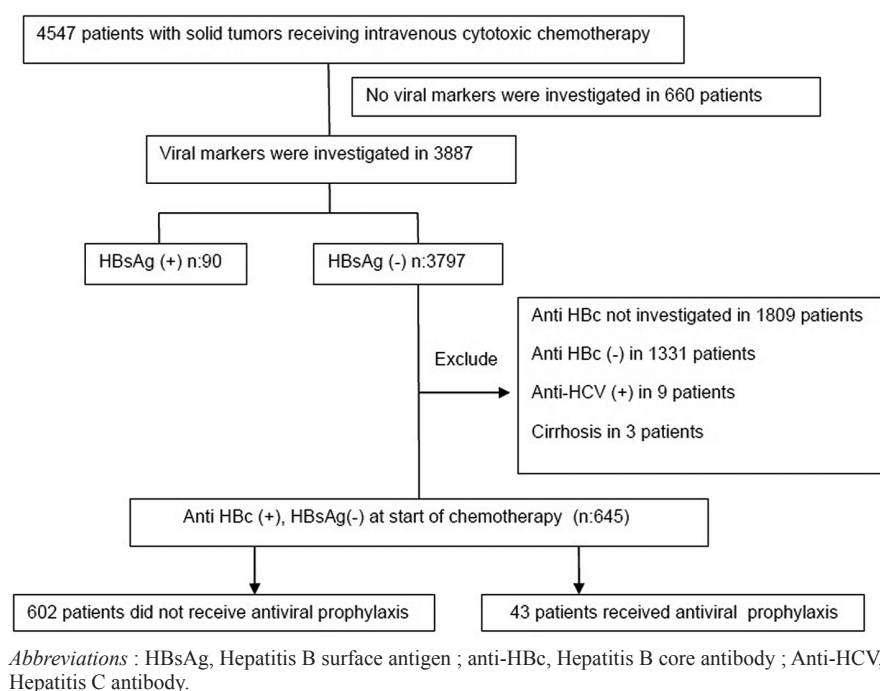 4547 patients with solid tumors receiving intravenous cytotoxic chemotherapy
No viral markers were investigated in 660 patients
Viral markers were investigated in 3887
HBsAg (+) n:90
HBsAg (-) n:3797
Exclude
Anti HBc not investigated in 1809 patients
Anti HBc (-) in 1331 patients
Anti-HCV (+) in 9 patients
Cirrhosis in 3 patients
Anti HBc (+), HBsAg(-) at start of chemotherapy (n:645)
602 patients did not receive antiviral prophylaxis
43 patients received antiviral prophylaxis
Abbreviations : HBsAg, Hepatitis B surface antigen ; anti-HBc, Hepatitis B core antibody ; Anti-HCV,
Hepatitis C antibody.